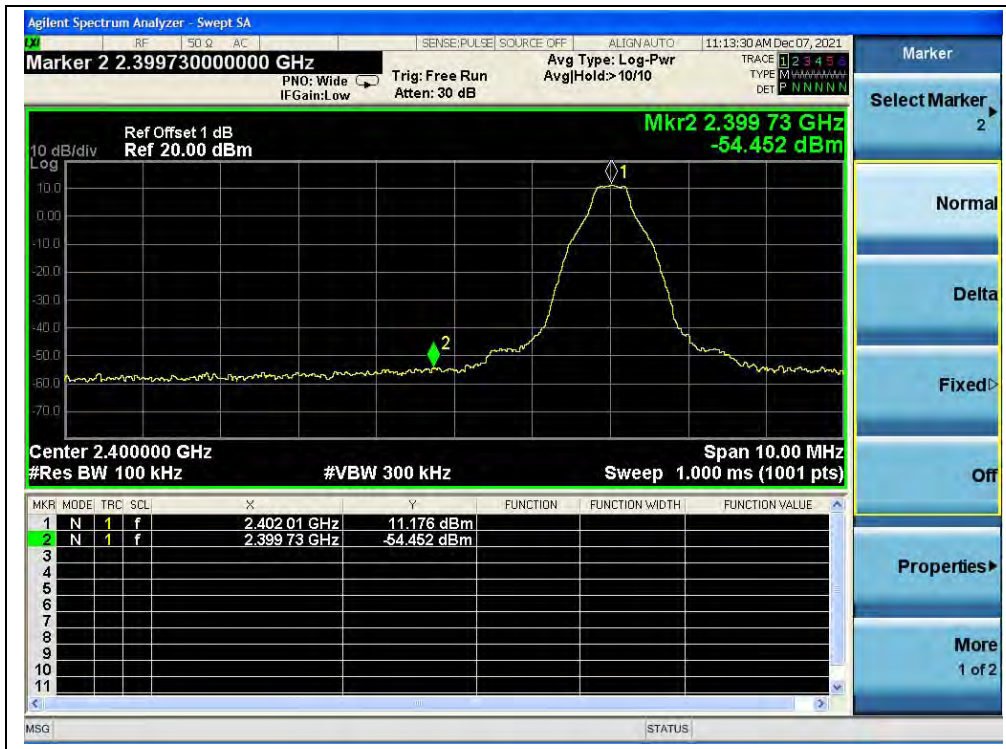 Agilent Spectrum Analyzer - Swept SA
LXI RF 50 Ω AC SENSE:PULSE SOURCE OFF ALIGN AUTO 11:13:30 AM Dec 07, 2021
Marker 2 2.399730000000 GHz
PNO: Wide
IFGain:Low
Trig: Free Run
Atten: 30 dB
Avg Type: Log-Pwr
Avg|Hold:>10/10
TRACE 1 2 3 4 5 6
TYPE M
DET P N N N N N
Ref Offset 1 dB
10 dB/div Ref 20.00 dBm
Log
Mkr2 2.399 73 GHz
-54.452 dBm
10.0
0.00
-10.0
-20.0
-30.0
-40.0
-50.0
-60.0
-70.0
1
2
Center 2.400000 GHz Span 10.00 MHz
#Res BW 100 kHz #VBW 300 kHz Sweep 1.000 ms (1001 pts)
MKR MODE TRC SCL X Y FUNCTION FUNCTION WIDTH FUNCTION VALUE
1 N 1 f 2.402 01 GHz 11.176 dBm
2 N 1 f 2.399 73 GHz -54.452 dBm
3
4
5
6
7
8
9
10
11
MSG STATUS
Marker
Select Marker
2
Normal
Delta
Fixed
Off
Properties
More
1 of 2